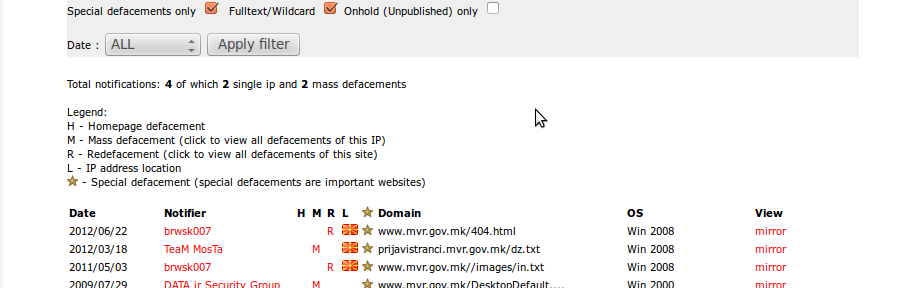 Special defacements only Fulltext/Wildcard Onhold (Unpublished) only
Date : ALL Apply filter
Total notifications: 4 of which 2 single ip and 2 mass defacements
Legend:
H - Homepage defacement
M - Mass defacement (click to view all defacements of this IP)
R - Redefacement (click to view all defacements of this site)
L - IP address location
- Special defacement (special defacements are important websites)
Date Notifier H M R L Domain OS View
2012/06/22 brwsk007 R www.mvr.gov.mk/404.html Win 2008 mirror
2012/03/18 TeaM MosTa M prijavistranci.mvr.gov.mk/dz.txt Win 2008 mirror
2011/05/03 brwsk007 R www.mvr.gov.mk//images/in.txt Win 2008 mirror
2009/07/29 DATA ir Security Group M www.mvr.gov.mk/DesktopDefault.... Win 2000 mirror